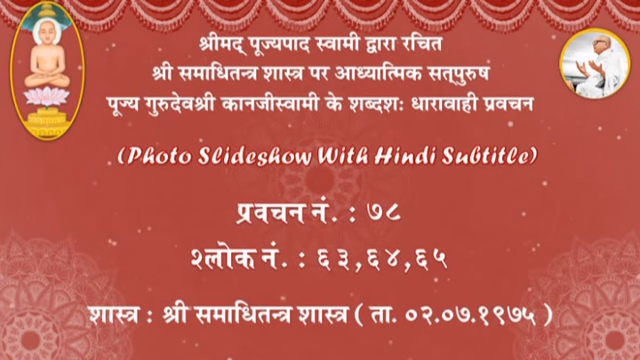 श्रीमद् पूज्यपाद स्वामी द्वारा रचित
श्री समाधितन्त्र शास्त्र पर आध्यात्मिक सत्‌पुरुष
पूज्य गुरुदेवश्री कानजीस्वामी के शब्दशः धारावाही प्रवचन
(Photo Slideshow With Hindi Subtitle)
प्रवचन नं. : ७८
श्लोक नं. : ६३,६४,६५
शास्त्र : श्री समाधितन्त्र शास्त्र ( ता. ०२.०७.१९७५ )